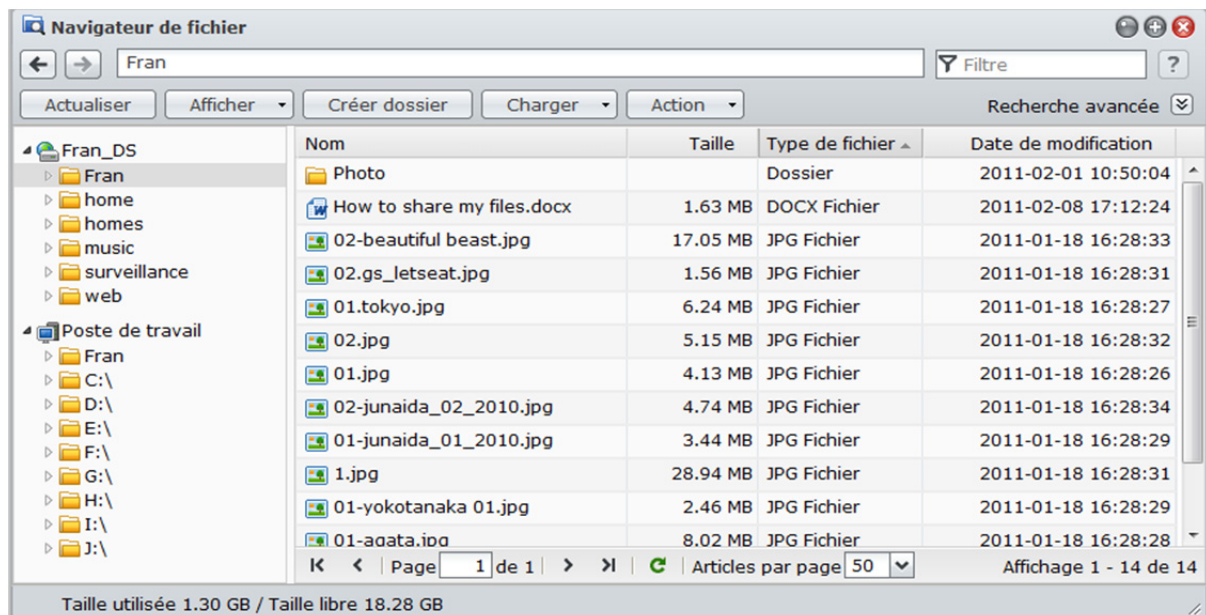 Navigateur de fichier
Fran
Filtre
?
Actualiser Afficher Créer dossier Charger Action Recherche avancée
Fran_DS
Fran
home
homes
music
surveillance
web
Poste de travail
Fran
C:\
D:\
E:\
F:\
G:\
H:\
I:\
J:\
Nom Taille Type de fichier Date de modification
Photo Dossier 2011-02-01 10:50:04
How to share my files.docx 1.63 MB DOCX Fichier 2011-02-08 17:12:24
02-beautiful beast.jpg 17.05 MB JPG Fichier 2011-01-18 16:28:33
02.gs_letseat.jpg 1.56 MB JPG Fichier 2011-01-18 16:28:31
01.tokyo.jpg 6.24 MB JPG Fichier 2011-01-18 16:28:27
02.jpg 5.15 MB JPG Fichier 2011-01-18 16:28:32
01.jpg 4.13 MB JPG Fichier 2011-01-18 16:28:26
02-junaida_02_2010.jpg 4.74 MB JPG Fichier 2011-01-18 16:28:34
01-junaida_01_2010.jpg 3.44 MB JPG Fichier 2011-01-18 16:28:29
1.jpg 28.94 MB JPG Fichier 2011-01-18 16:28:31
01-yokotanaka 01.jpg 2.46 MB JPG Fichier 2011-01-18 16:28:29
01-agata.jpg 8.02 MB JPG Fichier 2011-01-18 16:28:28
Page 1 de 1 Articles par page 50 Affichage 1 - 14 de 14
Taille utilisée 1.30 GB / Taille libre 18.28 GB